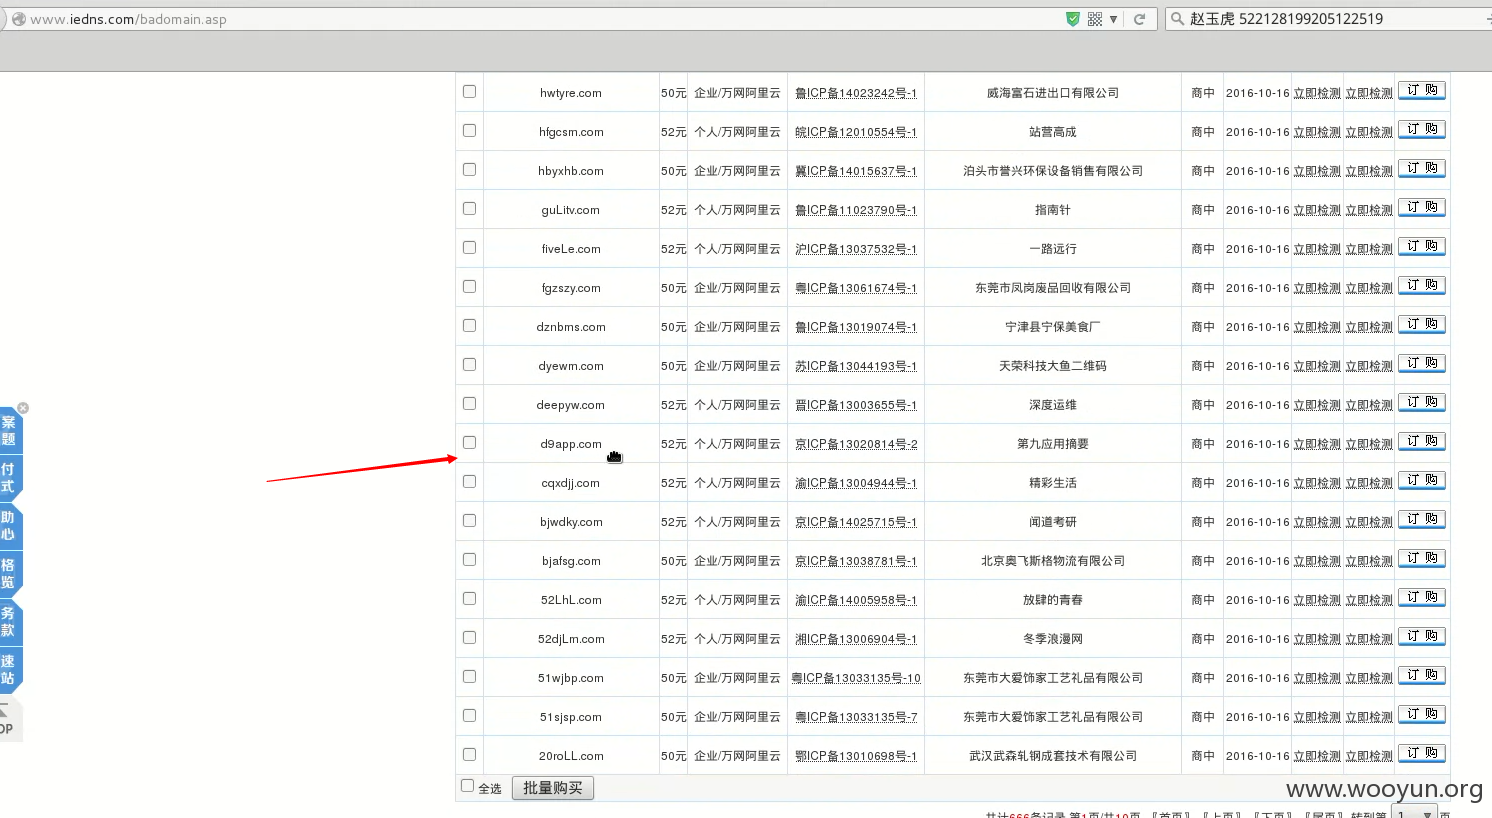 www.iedns.com/badomain.asp 赵玉虎 522128199205122519
hwtyre.com 50元 企业/万网阿里云 鲁ICP备14023242号-1 威海富石进出口有限公司 商中 2016-10-16 立即检测 立即检测 订 购
hfgcsm.com 52元 个人/万网阿里云 皖ICP备12010554号-1 站营高成 商中 2016-10-16 立即检测 立即检测 订 购
hbyxhb.com 50元 企业/万网阿里云 冀ICP备14015637号-1 泊头市誉兴环保设备销售有限公司 商中 2016-10-16 立即检测 立即检测 订 购
guLitv.com 52元 个人/万网阿里云 鲁ICP备11023790号-1 指南针 商中 2016-10-16 立即检测 立即检测 订 购
fiveLe.com 52元 个人/万网阿里云 沪ICP备13037532号-1 一路远行 商中 2016-10-16 立即检测 立即检测 订 购
fgzszy.com 50元 企业/万网阿里云 粤ICP备13061674号-1 东莞市凤岗废品回收有限公司 商中 2016-10-16 立即检测 立即检测 订 购
dznbms.com 50元 企业/万网阿里云 鲁ICP备13019074号-1 宁津县宁保美食厂 商中 2016-10-16 立即检测 立即检测 订 购
dyewm.com 50元 企业/万网阿里云 苏ICP备13044193号-1 天荣科技大鱼二维码 商中 2016-10-16 立即检测 立即检测 订 购
deepyw.com 52元 个人/万网阿里云 晋ICP备13003655号-1 深度运维 商中 2016-10-16 立即检测 立即检测 订 购
d9app.com 52元 个人/万网阿里云 京ICP备13020814号-2 第九应用摘要 商中 2016-10-16 立即检测 立即检测 订 购
cqxdjj.com 52元 个人/万网阿里云 渝ICP备13004944号-1 精彩生活 商中 2016-10-16 立即检测 立即检测 订 购
bjwdky.com 52元 个人/万网阿里云 京ICP备14025715号-1 闻道考研 商中 2016-10-16 立即检测 立即检测 订 购
bjafsg.com 50元 企业/万网阿里云 京ICP备13038781号-1 北京奥飞斯格物流有限公司 商中 2016-10-16 立即检测 立即检测 订 购
52LhL.com 52元 个人/万网阿里云 渝ICP备14005958号-1 放肆的青春 商中 2016-10-16 立即检测 立即检测 订 购
52djLm.com 52元 个人/万网阿里云 湘ICP备13006904号-1 冬季浪漫网 商中 2016-10-16 立即检测 立即检测 订 购
51wjbp.com 50元 企业/万网阿里云 粤ICP备13033135号-10 东莞市大爱饰家工艺礼品有限公司 商中 2016-10-16 立即检测 立即检测 订 购
51sjsp.com 50元 企业/万网阿里云 粤ICP备13033135号-7 东莞市大爱饰家工艺礼品有限公司 商中 2016-10-16 立即检测 立即检测 订 购
20roLL.com 50元 企业/万网阿里云 鄂ICP备13010698号-1 武汉武森轧钢成套技术有限公司 商中 2016-10-16 立即检测 立即检测 订 购
全选 批量购买
共计666条记录 第1页/共10页 『首页』 『上页』 『下页』 『尾页』 转到第 1 页
案
题
付
式
助
心
格
览
务
款
速
站
OP
www.wooyun.org